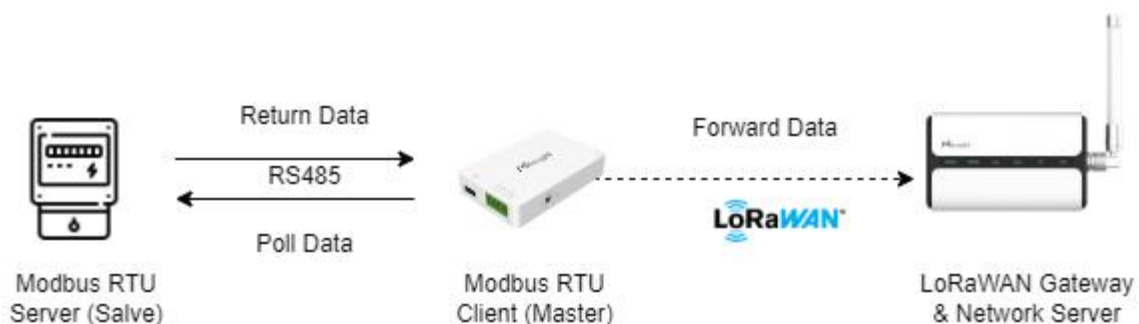 Return Data
RS485
Poll Data
Forward Data
LoRaWAN
Milesight
Modbus RTU
Server (Salve)
Modbus RTU
Client (Master)
LoRaWAN Gateway
& Network Server